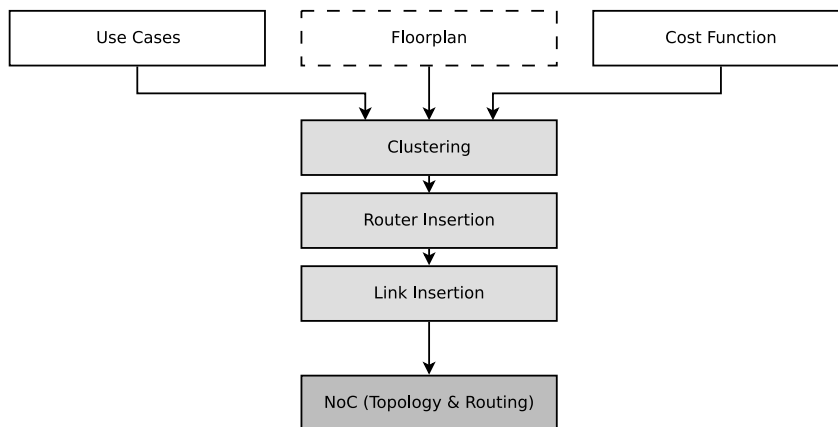 Use Cases
Floorplan
Cost Function
Clustering
Router Insertion
Link Insertion
NoC (Topology & Routing)